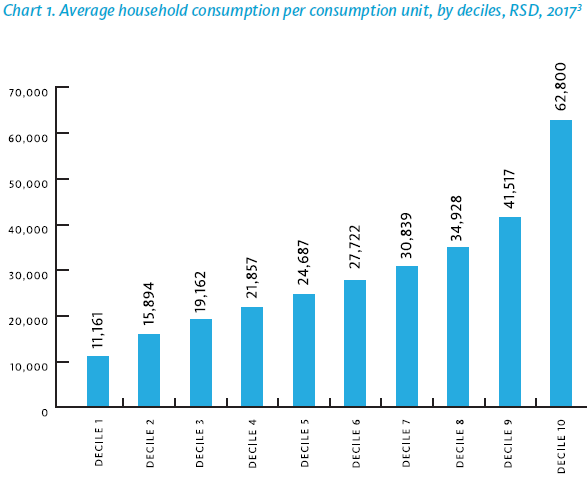 Chart 1. Average household consumption per consumption unit, by deciles, RSD, 2017³
70,000
60,000
50,000
40,000
30,000
20,000
10,000
0
11,161
15,894
19,162
21,857
24,687
27,722
30,839
34,928
41,517
62,800
DECILE 1
DECILE 2
DECILE 3
DECILE 4
DECILE 5
DECILE 6
DECILE 7
DECILE 8
DECILE 9
DECILE 10